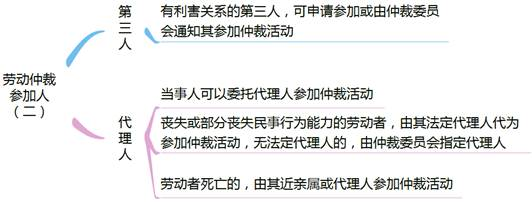 劳动仲裁
参加人
（二）
第
三
人
有利害关系的第三人，可申请参加或由仲裁委员
会通知其参加仲裁活动
代
理
人
当事人可以委托代理人参加仲裁活动
丧失或部分丧失民事行为能力的劳动者，由其法定代理人代为
参加仲裁活动，无法定代理人的，由仲裁委员会指定代理人
劳动者死亡的，由其近亲属或代理人参加仲裁活动